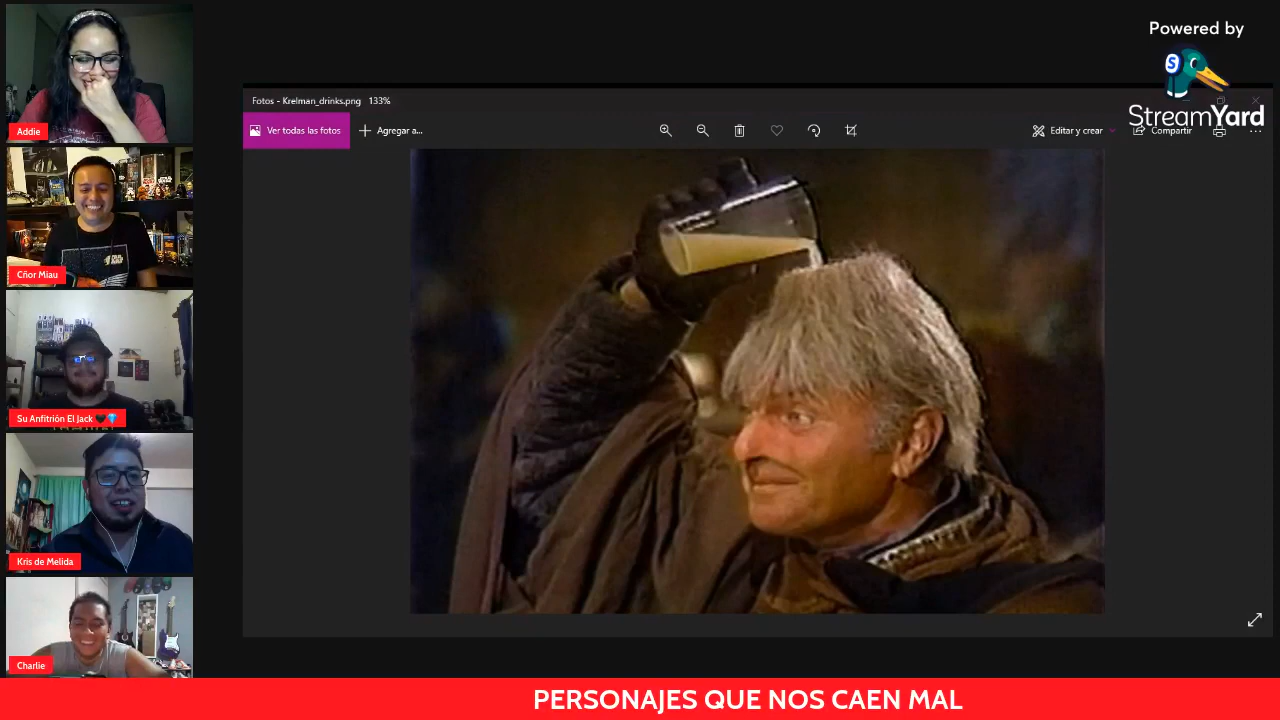 Powered by
S
StreamYard
Fotos - Krelman_drinks.png 133%
Ver todas las fotos
Agregar a...
Editar y crear
Compartir
Addie
Cñor Miau
Su Anfitrión El Jack 🖤💎
Kris de Melida
Charlie
PERSONAJES QUE NOS CAEN MAL